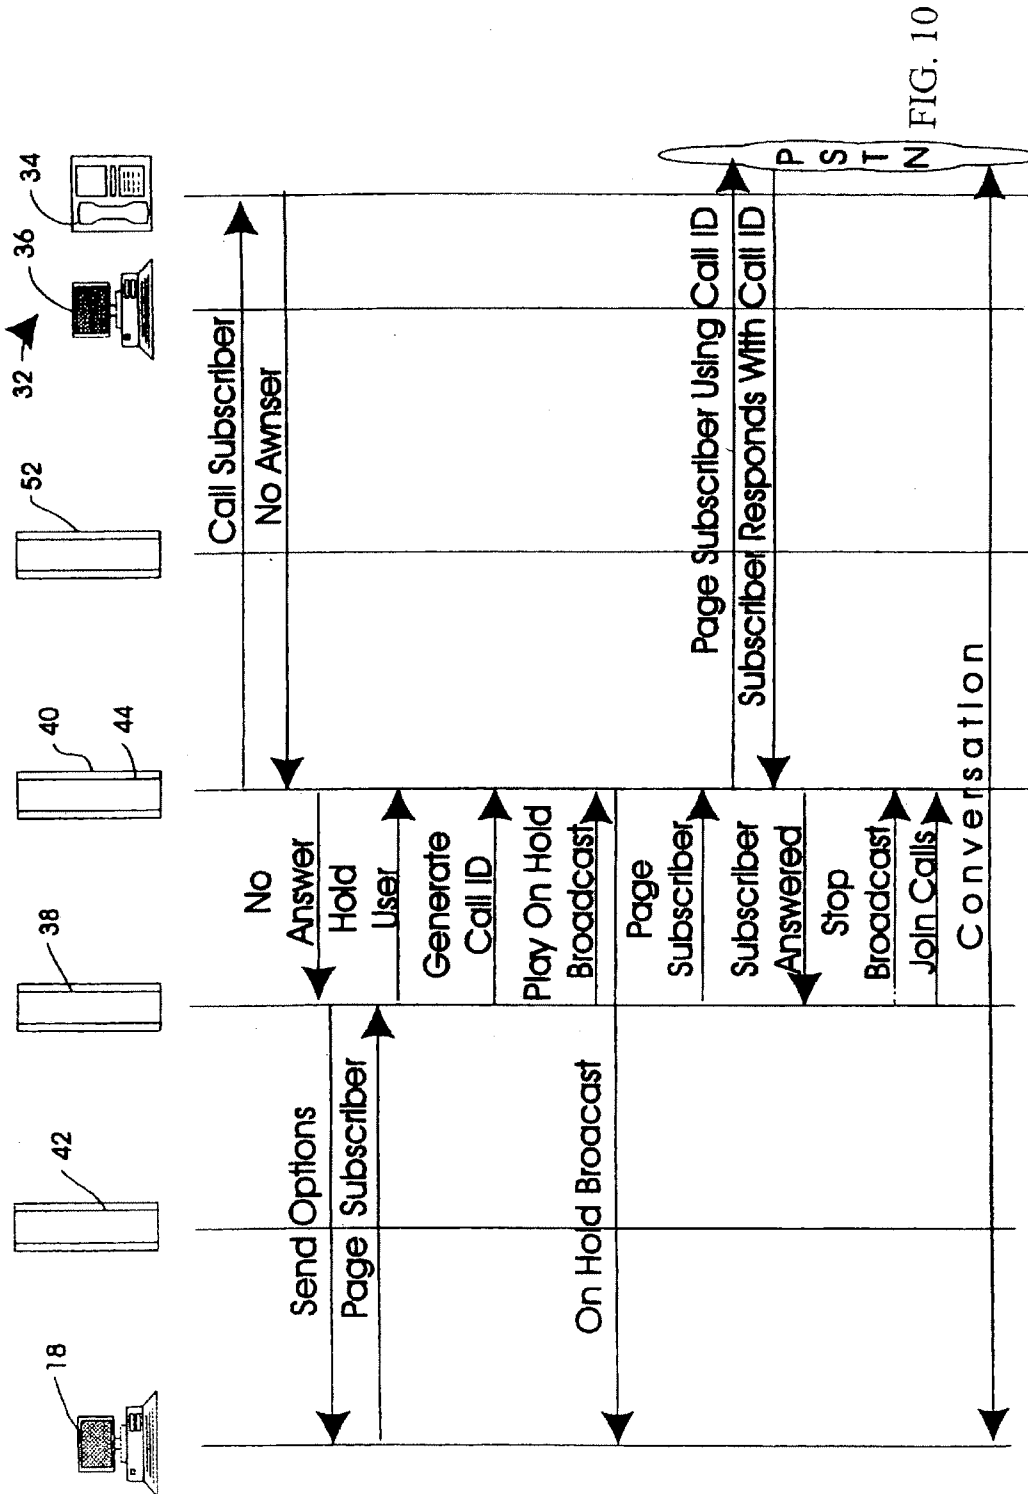 18
42
38
40
44
52
32
36
34
Call Subscriber
No Awnser
No
Answer
Send Options
Hold
User
Page Subscriber
Generate
Call ID
Play On Hold
Broadcast
On Hold Broacast
Page
Subscriber
Page Subscriber Using Call ID
Subscriber Responds With Call ID
Subscriber
Answered
Stop
Broadcast
Join Calls
Conversation
PSTN
FIG. 10